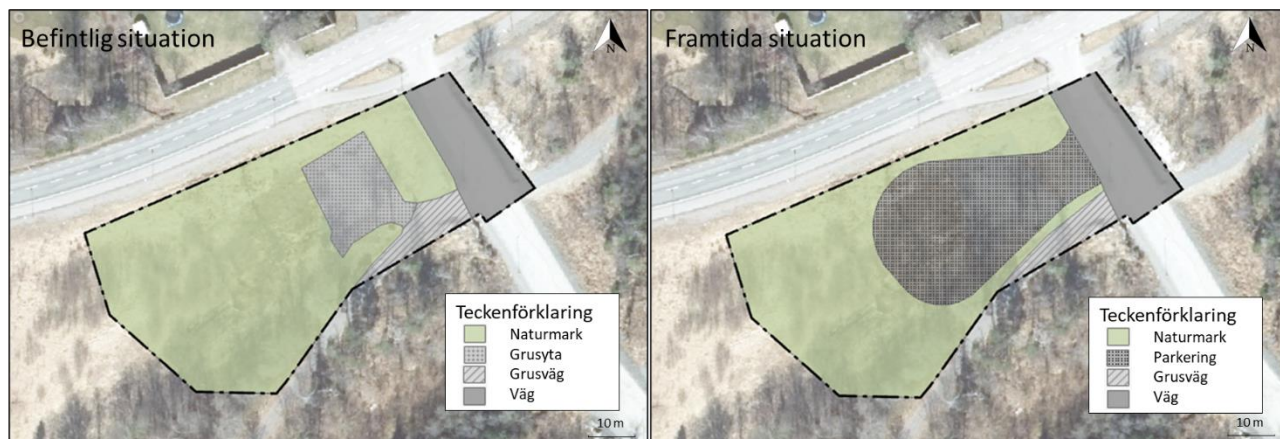 Befintlig situation
N
Teckenförklaring
Naturmark
Grusyta
Grusväg
Väg
10 m
Framtida situation
N
Teckenförklaring
Naturmark
Parkering
Grusväg
Väg
10 m